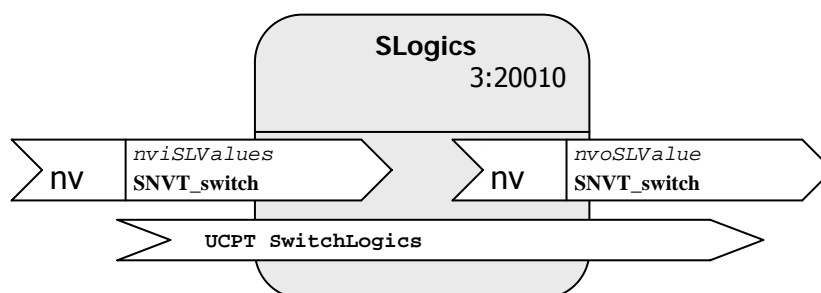 SLogics
3:20010
nv
nviSLValues
SNVT_switch
nv
nvoSLValue
SNVT_switch
UCPT SwitchLogics